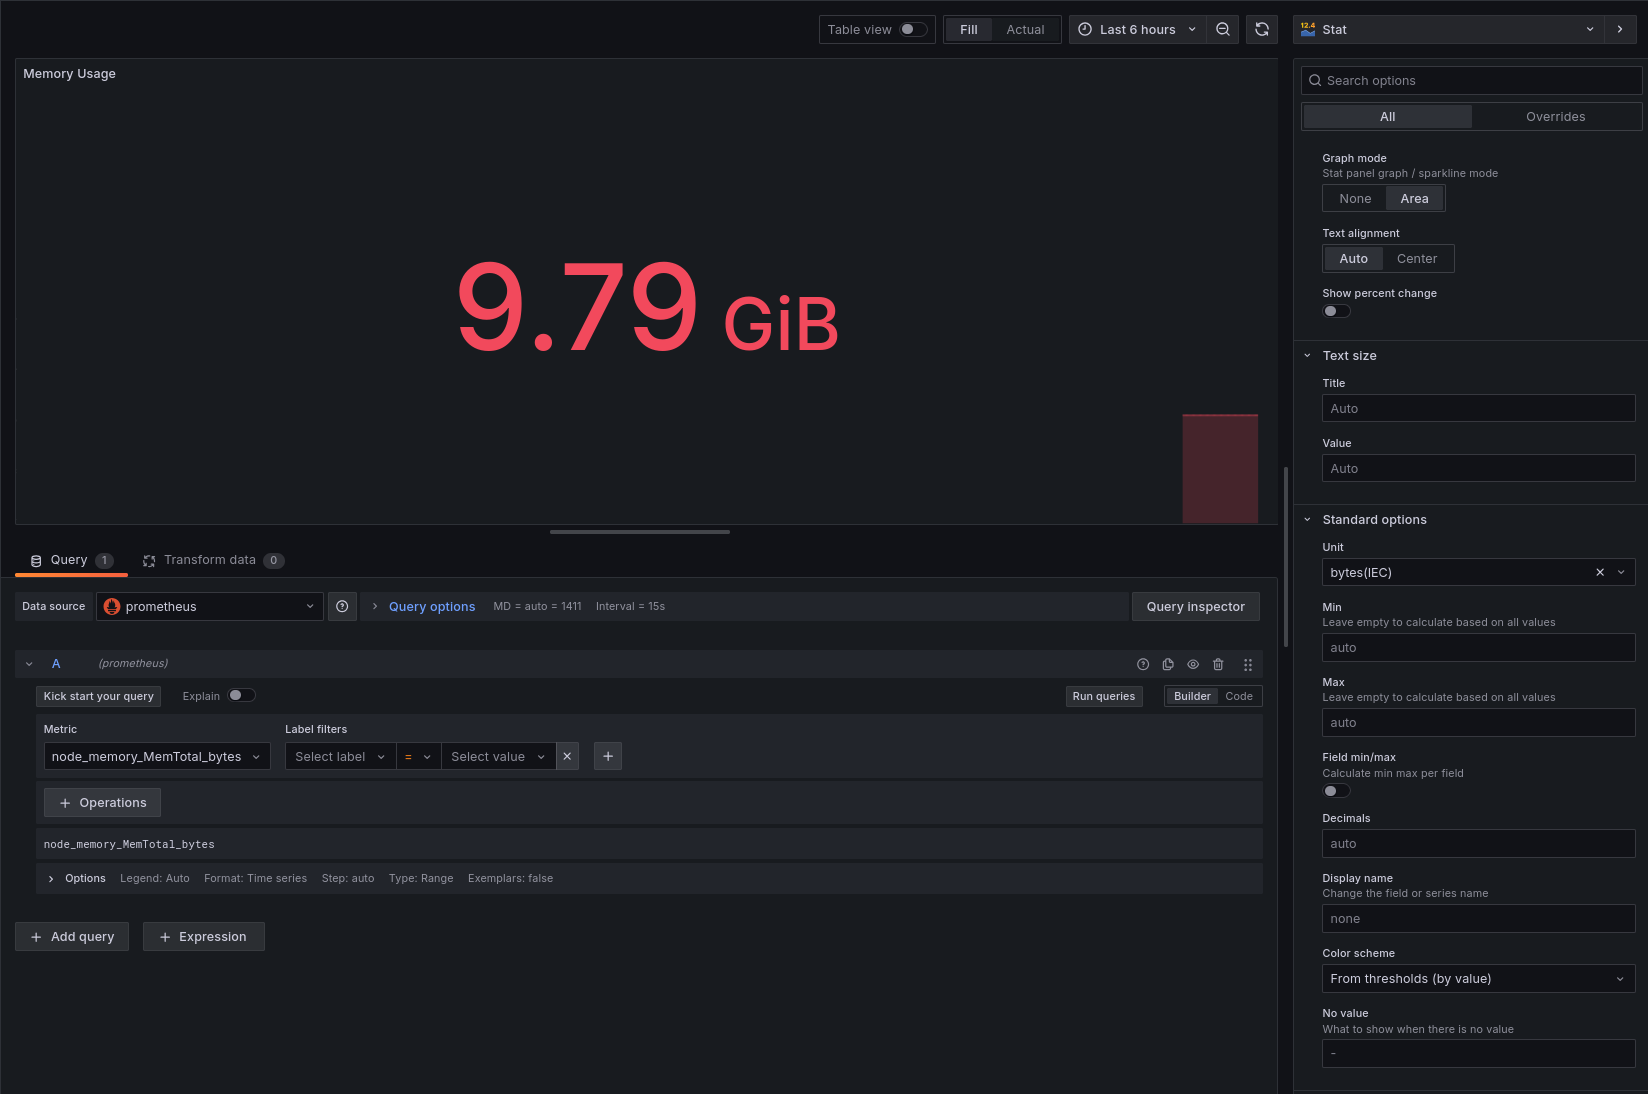 Table view
Fill
Actual
Last 6 hours
12.4
Stat
Memory Usage
9.79 GiB
Search options
All
Overrides
Graph mode
Stat panel graph / sparkline mode
None
Area
Text alignment
Auto
Center
Show percent change
Text size
Title
Auto
Value
Auto
Standard options
Unit
bytes(IEC)
Min
Leave empty to calculate based on all values
auto
Max
Leave empty to calculate based on all values
auto
Field min/max
Calculate min max per field
Decimals
auto
Display name
Change the field or series name
none
Color scheme
From thresholds (by value)
No value
What to show when there is no value
-
Query 1
Transform data 0
Data source
prometheus
Query options
MD = auto = 1411
Interval = 15s
Query inspector
A
(prometheus)
Kick start your query
Explain
Run queries
Builder
Code
Metric
Label filters
node_memory_MemTotal_bytes
Select label
=
Select value
+ Operations
node_memory_MemTotal_bytes
Options
Legend: Auto
Format: Time series
Step: auto
Type: Range
Exemplars: false
+ Add query
+ Expression